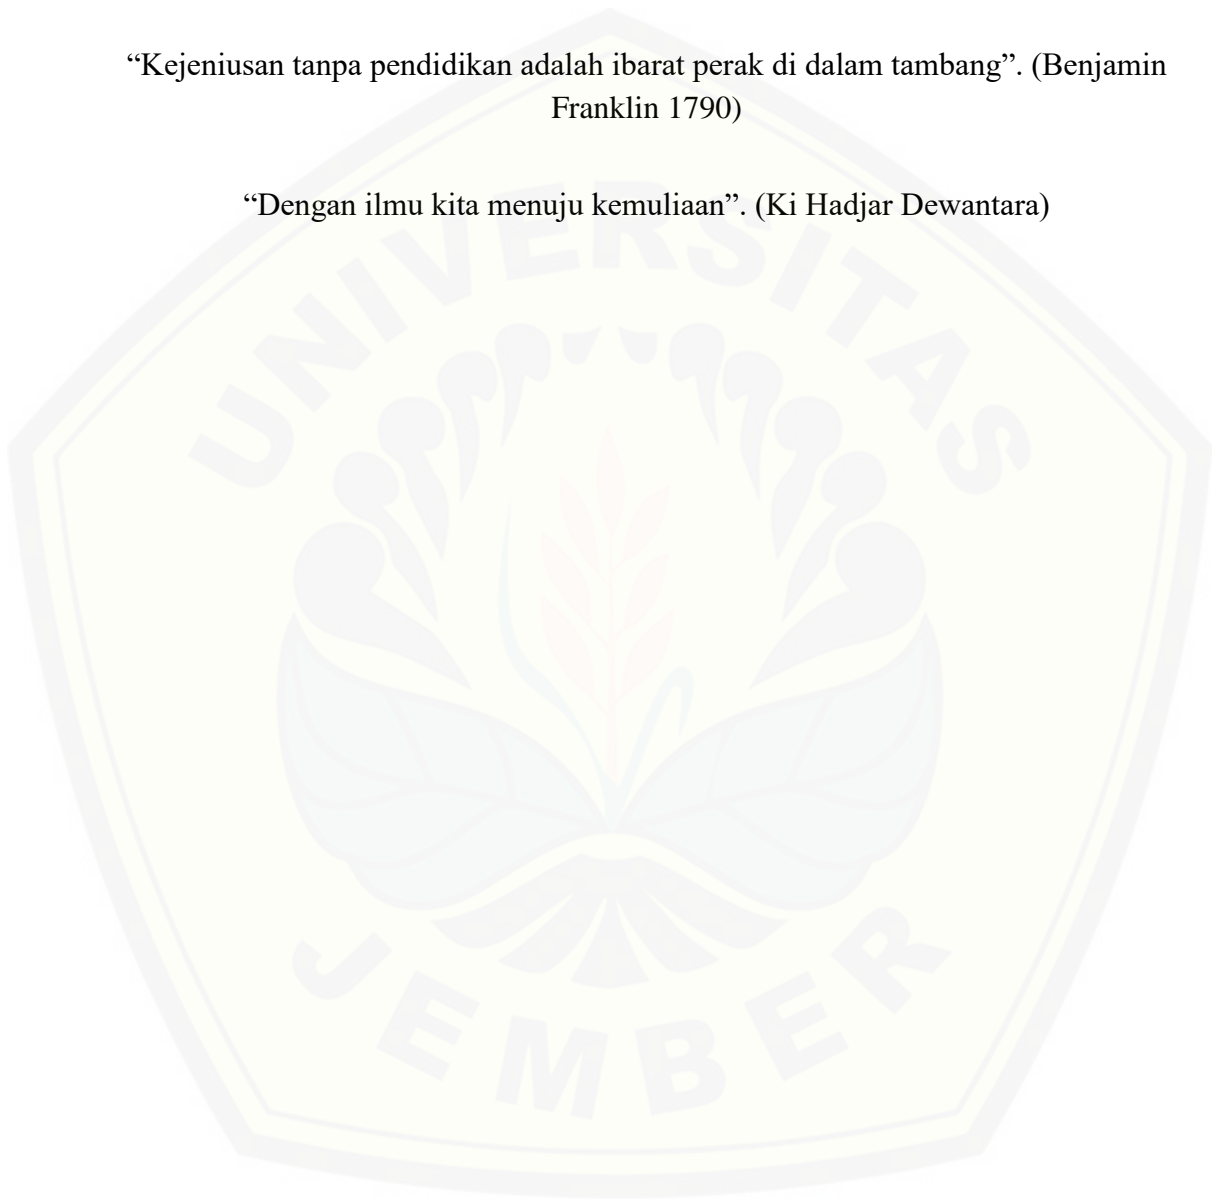 “Kejeniusan tanpa pendidikan adalah ibarat perak di dalam tambang”. (Benjamin
Franklin 1790)
“Dengan ilmu kita menuju kemuliaan”. (Ki Hadjar Dewantara)
UNIVERSITAS
JEMBER